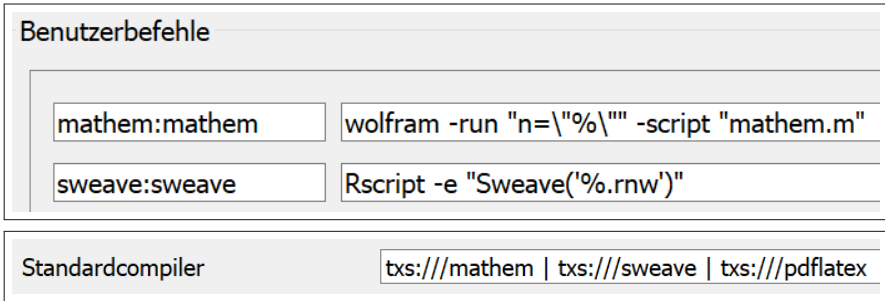 Benutzerbefehle
mathem:mathem wolfram -run "n=\"%\"" -script "mathem.m"
sweave:sweave Rscript -e "Sweave('%.rnw')"
Standardcompiler txs:///mathem | txs:///sweave | txs:///pdflatex